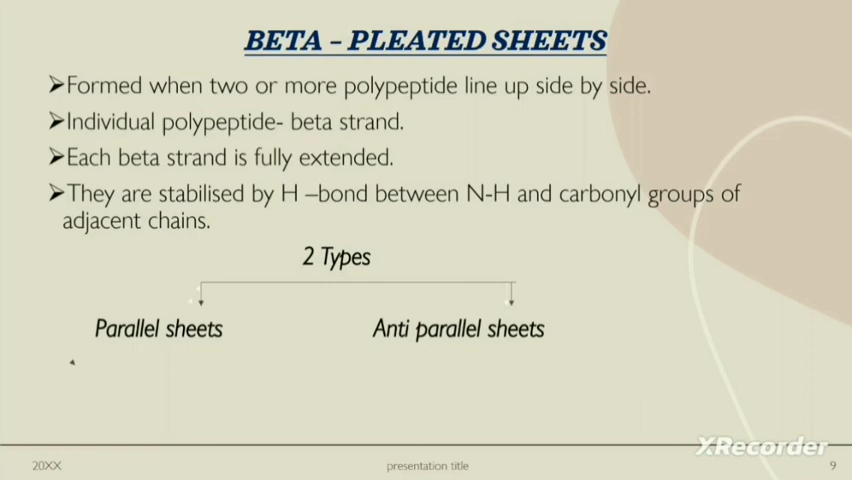 BETA – PLEATED SHEETS
➢Formed when two or more polypeptide line up side by side.
➢Individual polypeptide- beta strand.
➢Each beta strand is fully extended.
➢They are stabilised by H –bond between N-H and carbonyl groups of
adjacent chains.
2 Types
Parallel sheets Anti parallel sheets
XRecorder
20XX presentation title 9